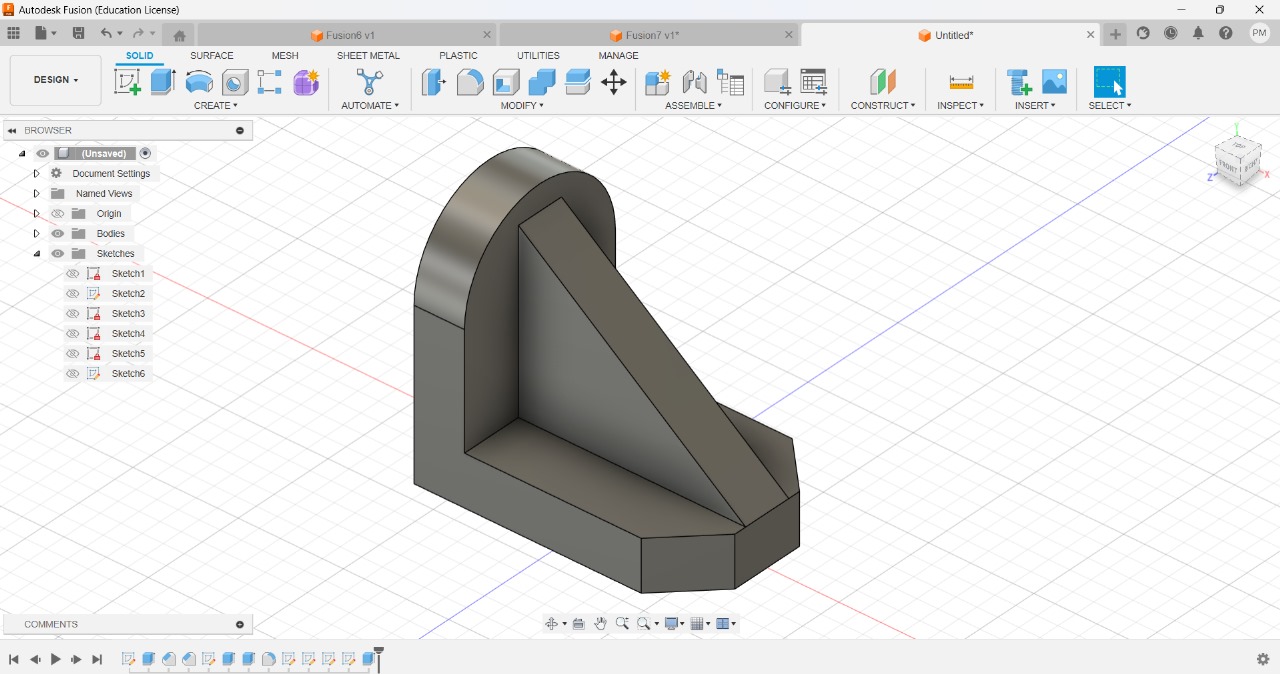 Autodesk Fusion (Education License)
Fusion6 v1
Fusion7 v1*
Untitled*
PM
DESIGN
SOLID
SURFACE
MESH
SHEET METAL
PLASTIC
UTILITIES
MANAGE
CREATE
AUTOMATE
MODIFY
ASSEMBLE
CONFIGURE
CONSTRUCT
INSPECT
INSERT
SELECT
BROWSER
(Unsaved)
Document Settings
Named Views
Origin
Bodies
Sketches
Sketch1
Sketch2
Sketch3
Sketch4
Sketch5
Sketch6
Y
TOP
FRONT
RIGHT
Z
X
COMMENTS